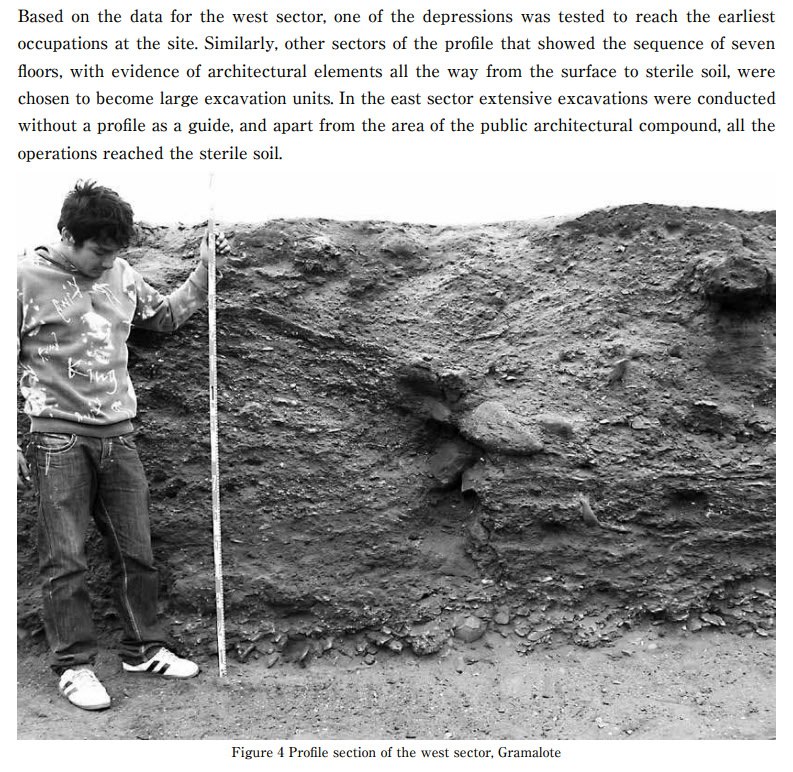 Based on the data for the west sector, one of the depressions was tested to reach the earliest
occupations at the site. Similarly, other sectors of the profile that showed the sequence of seven
floors, with evidence of architectural elements all the way from the surface to sterile soil, were
chosen to become large excavation units. In the east sector extensive excavations were conducted
without a profile as a guide, and apart from the area of the public architectural compound, all the
operations reached the sterile soil.
Figure 4 Profile section of the west sector, Gramalote